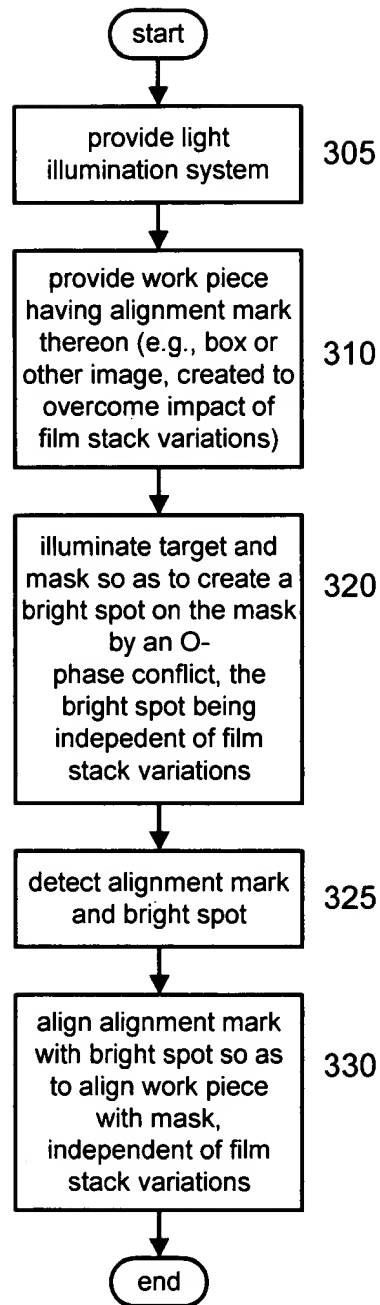 start
provide light
illumination system
305
provide work piece
having alignment mark
thereon (e.g., box or
other image, created to
overcome impact of
film stack variations)
310
illuminate target and
mask so as to create a
bright spot on the mask
by an O-
phase conflict, the
bright spot being
indepedent of film
stack variations
320
detect alignment mark
and bright spot
325
align alignment mark
with bright spot so as
to align work piece
with mask,
independent of film
stack variations
330
end